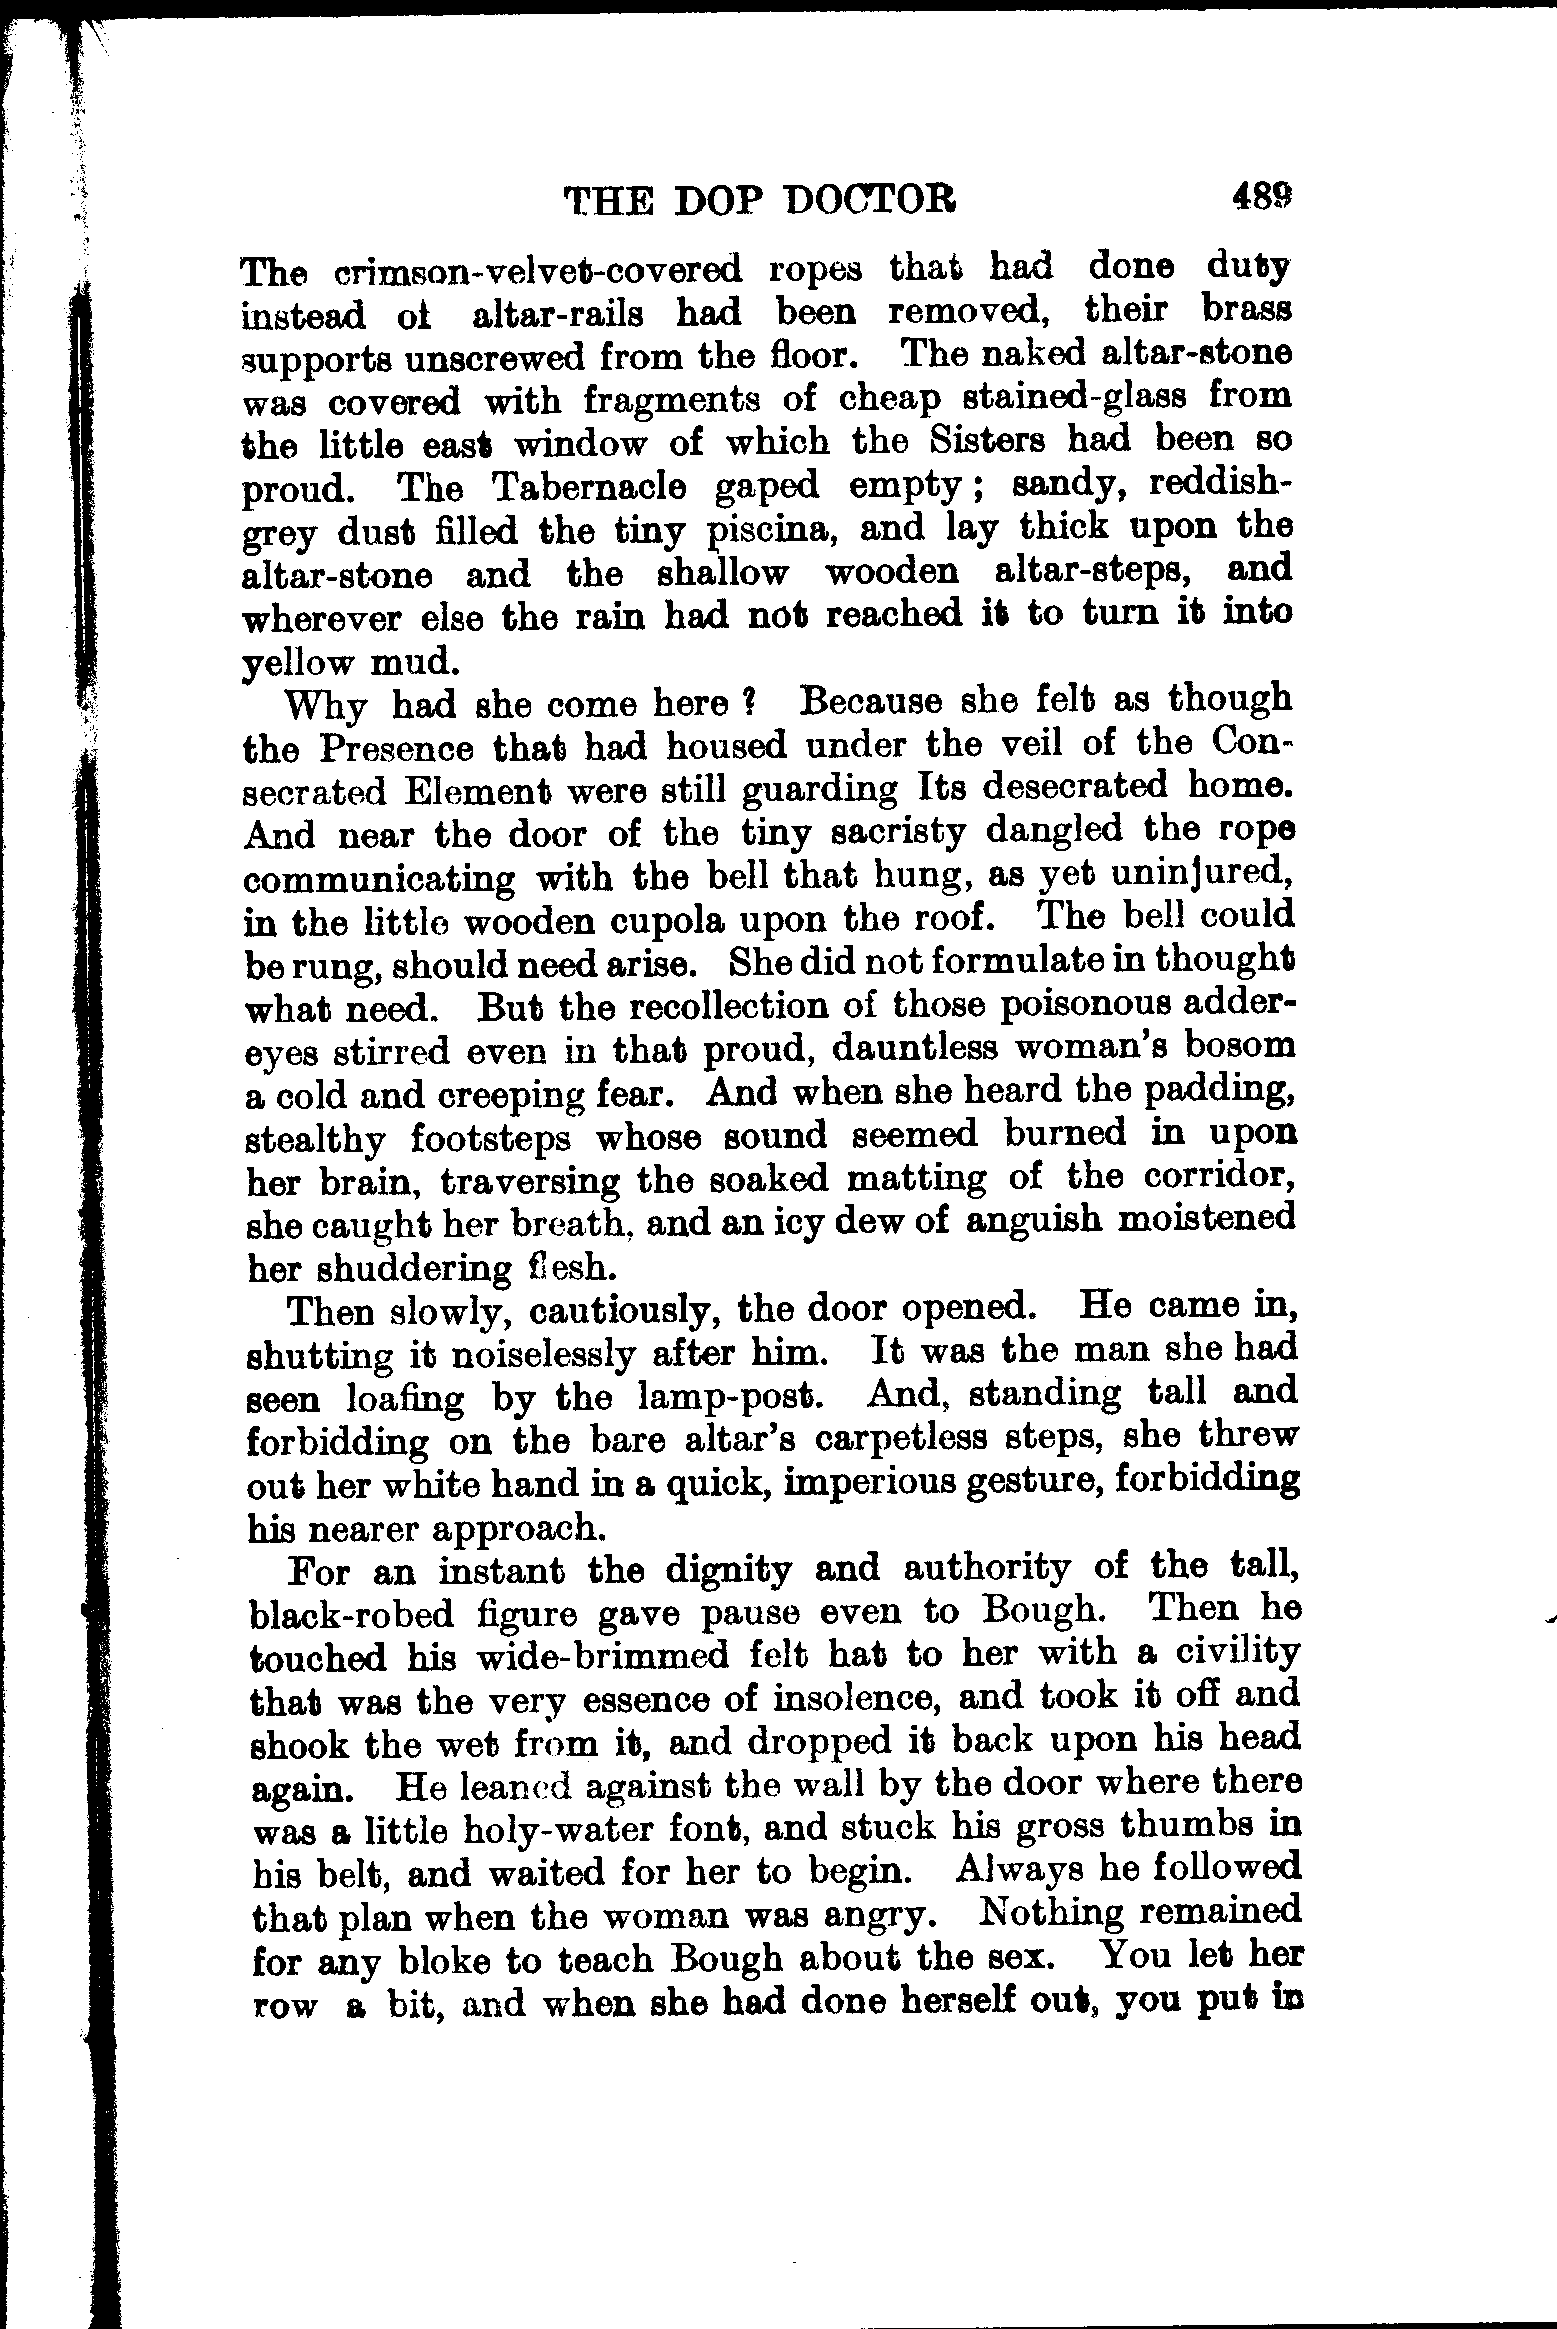 THE DOP DOCTOR 489
The crimson-velvet-covered ropes that had done duty
instead of altar-rails had been removed, their brass
supports unscrewed from the floor. The naked altar-stone
was covered with fragments of cheap stained-glass from
the little east window of which the Sisters had been so
proud. The Tabernacle gaped empty; sandy, reddish-
grey dust filled the tiny piscina, and lay thick upon the
altar-stone and the shallow wooden altar-steps, and
wherever else the rain had not reached it to turn it into
yellow mud.
Why had she come here? Because she felt as though
the Presence that had housed under the veil of the Con-
secrated Element were still guarding Its desecrated home.
And near the door of the tiny sacristy dangled the rope
communicating with the bell that hung, as yet uninjured,
in the little wooden cupola upon the roof. The bell could
be rung, should need arise. She did not formulate in thought
what need. But the recollection of those poisonous adder-
eyes stirred even in that proud, dauntless woman's bosom
a cold and creeping fear. And when she heard the padding,
stealthy footsteps whose sound seemed burned in upon
her brain, traversing the soaked matting of the corridor,
she caught her breath, and an icy dew of anguish moistened
her shuddering flesh.
Then slowly, cautiously, the door opened. He came in,
shutting it noiselessly after him. It was the man she had
seen loafing by the lamp-post. And, standing tall and
forbidding on the bare altar's carpetless steps, she threw
out her white hand in a quick, imperious gesture, forbidding
his nearer approach.
For an instant the dignity and authority of the tall,
black-robed figure gave pause even to Bough. Then he
touched his wide-brimmed felt hat to her with a civility
that was the very essence of insolence, and took it off and
shook the wet from it, and dropped it back upon his head
again. He leaned against the wall by the door where there
was a little holy-water font, and stuck his gross thumbs in
his belt, and waited for her to begin. Always he followed
that plan when the woman was angry. Nothing remained
for any bloke to teach Bough about the sex. You let her
row a bit, and when she had done herself out, you put in